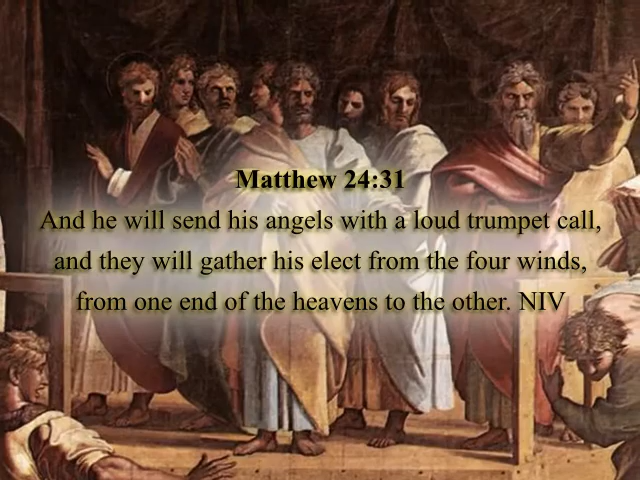 Matthew 24:31
And he will send his angels with a loud trumpet call,
and they will gather his elect from the four winds,
from one end of the heavens to the other. NIV